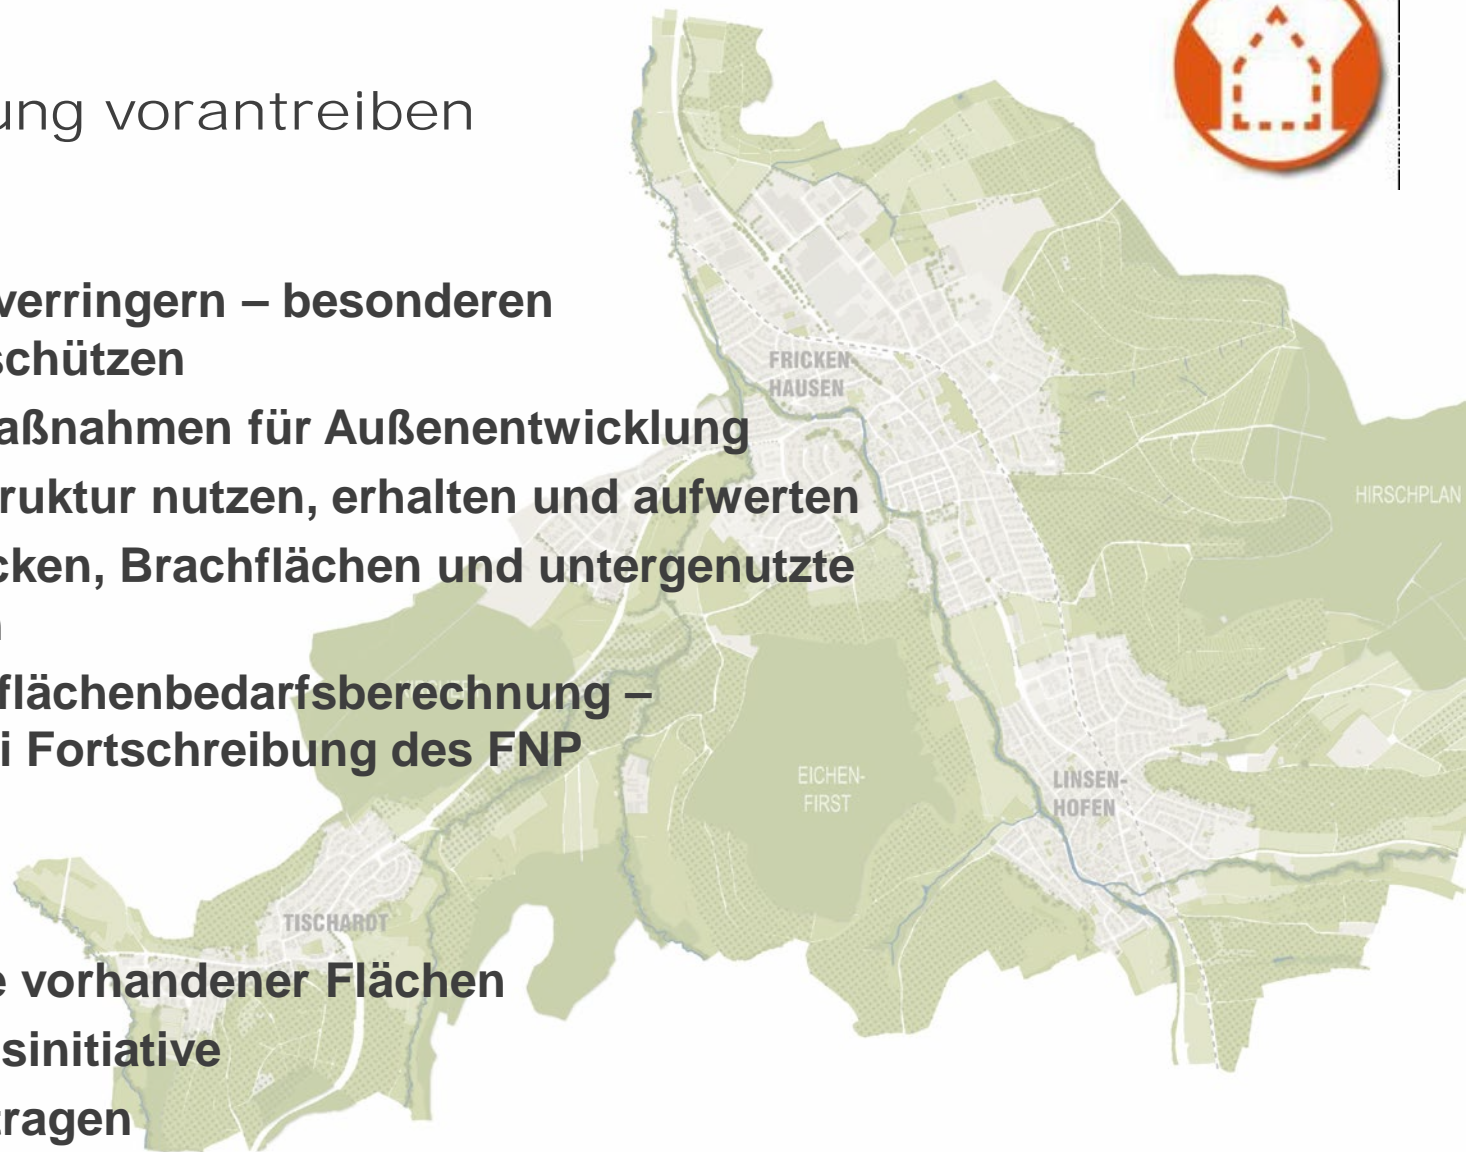 ung vorantreiben
verringern – besonderen
schützen
aßnahmen für Außenentwicklung
ruktur nutzen, erhalten und aufwerten
cken, Brachflächen und untergenutzte
n
flächenbedarfsberechnung –
i Fortschreibung des FNP
e vorhandener Flächen
sinitiative
tragen
FRICKEN-
HAUSEN
HIRSCHPLAN
EICHEN-
FIRST
LINSEN-
HOFEN
TISCHARDT